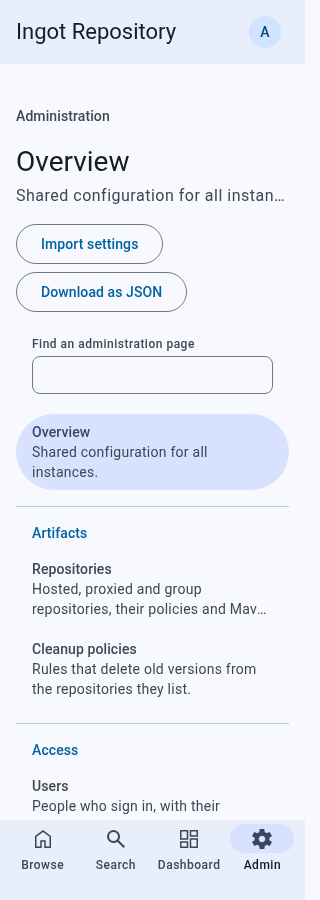 Ingot Repository
A
Administration
Overview
Shared configuration for all instan…
Import settings
Download as JSON
Find an administration page
Overview
Shared configuration for all
instances.
Artifacts
Repositories
Hosted, proxied and group
repositories, their policies and Mav…
Cleanup policies
Rules that delete old versions from
the repositories they list.
Access
Users
People who sign in, with their
Browse
Search
Dashboard
Admin